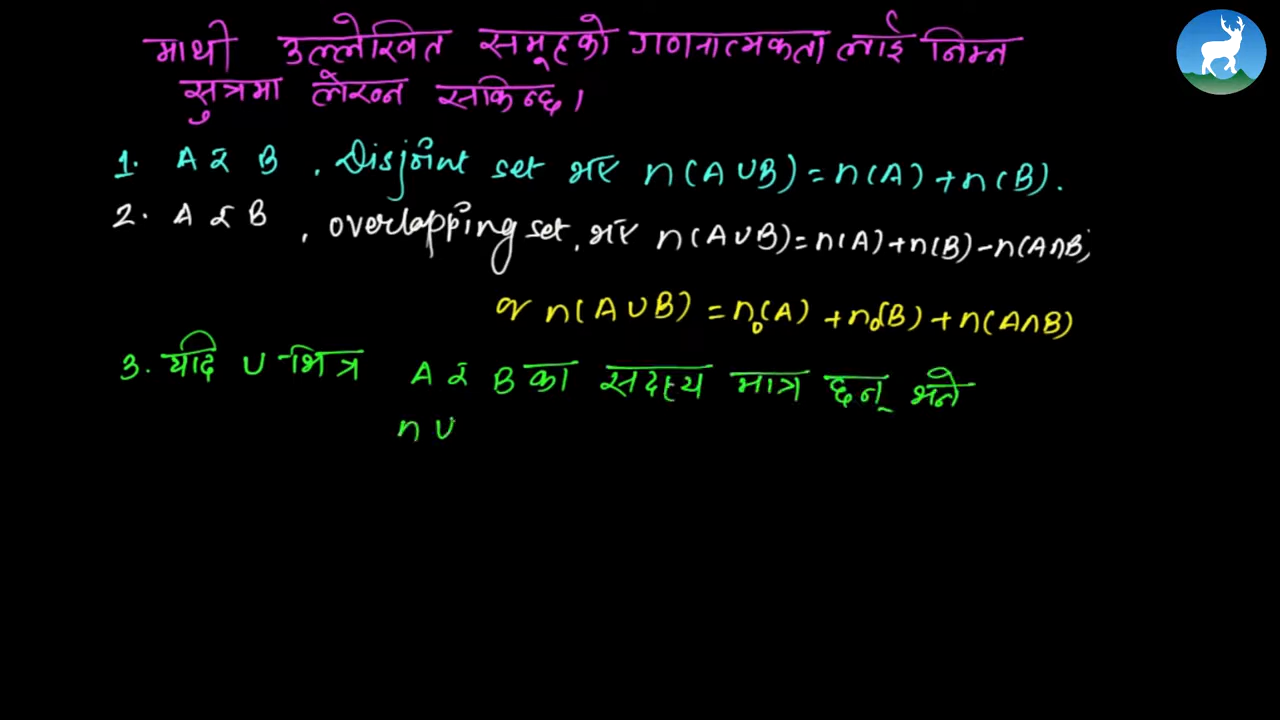 माथी उल्लेखित समूहको गणनात्मकता लाई निम्न
सुत्रमा लेख्न सकिन्छ।
1. A र B , Disjoint set भए n(A∪B)=n(A)+n(B).
2. A र B , overlapping set, भए n(A∪B)=n(A)+n(B)-n(A∩B)
or n(A∪B) = n₀(A) + n₀(B) + n(A∩B)
3. यदि U भित्र A र B का सदस्य मात्र छन् भने
n U